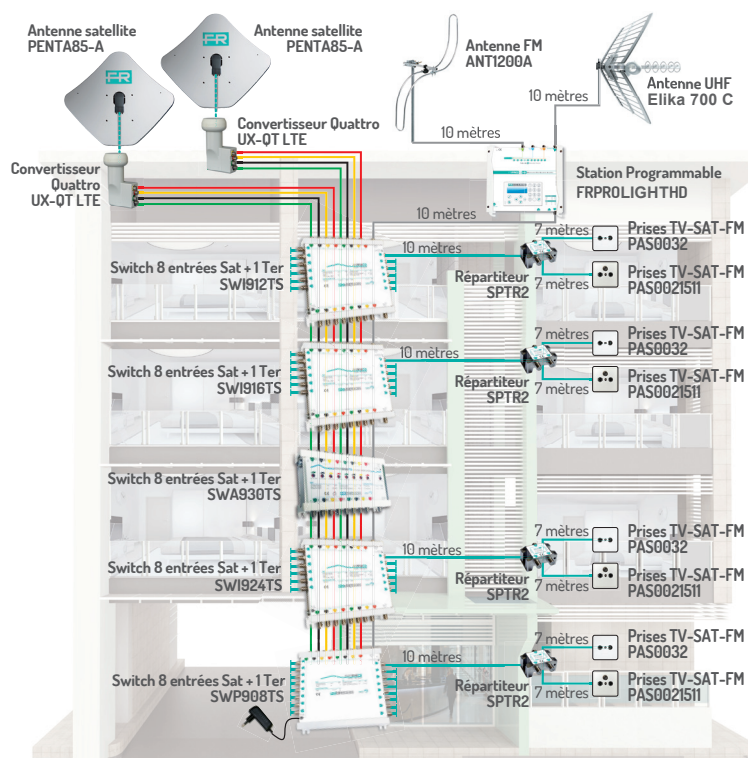 Antenne satellite
PENTA85-A
Antenne satellite
PENTA85-A
FR
FR
Antenne FM
ANT1200A
Antenne UHF
Elika 700 C
10 mètres
10 mètres
Convertisseur Quattro
UX-QT LTE
Convertisseur
Quattro
UX-QT LTE
Station Programmable
FRPROLIGHTHD
10 mètres
Switch 8 entrées Sat + 1 Ter
SWI912TS
10 mètres
Répartiteur
SPTR2
7 mètres
Prises TV-SAT-FM
PAS0032
7 mètres
Prises TV-SAT-FM
PAS0021511
Switch 8 entrées Sat + 1 Ter
SWI916TS
10 mètres
Répartiteur
SPTR2
7 mètres
Prises TV-SAT-FM
PAS0032
7 mètres
Prises TV-SAT-FM
PAS0021511
Switch 8 entrées Sat + 1 Ter
SWA930TS
Switch 8 entrées Sat + 1 Ter
SWI924TS
10 mètres
Répartiteur
SPTR2
7 mètres
Prises TV-SAT-FM
PAS0032
7 mètres
Prises TV-SAT-FM
PAS0021511
Switch 8 entrées Sat + 1 Ter
SWP908TS
10 mètres
Répartiteur
SPTR2
7 mètres
Prises TV-SAT-FM
PAS0032
7 mètres
Prises TV-SAT-FM
PAS0021511